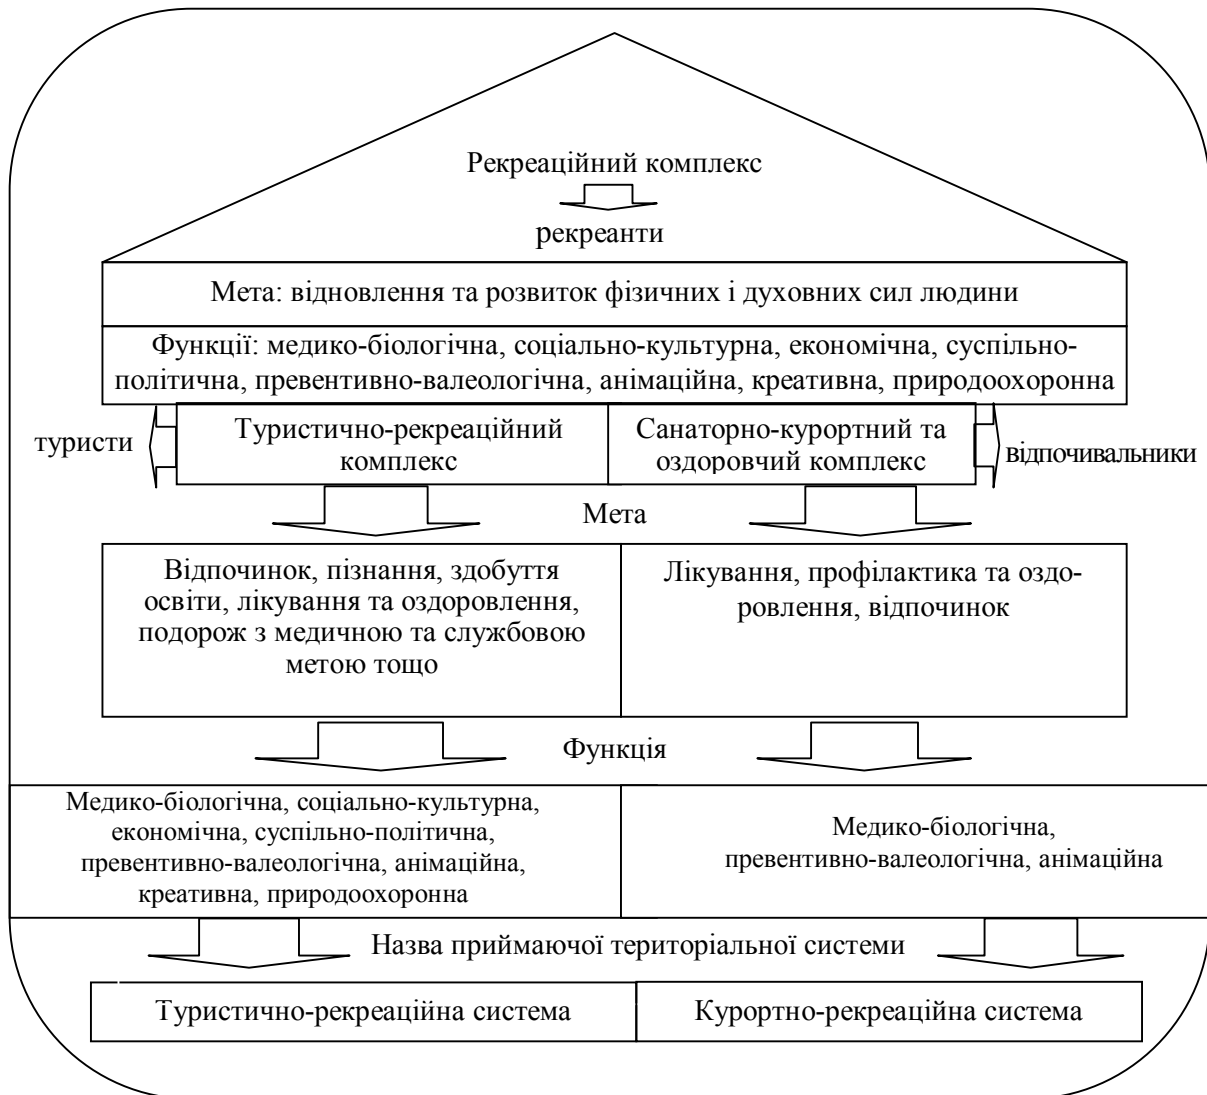 Рекреаційний комплекс
рекреанти
Мета: відновлення та розвиток фізичних і духовних сил людини
Функції: медико-біологічна, соціально-культурна, економічна, суспільно-
політична, превентивно-валеологічна, анімаційна, креативна, природоохоронна
туристи
Туристично-рекреаційний
комплекс
Санаторно-курортний та
оздоровчий комплекс
відпочивальники
Мета
Відпочинок, пізнання, здобуття
освіти, лікування та оздоровлення,
подорож з медичною та службовою
метою тощо
Лікування, профілактика та оздо-
ровлення, відпочинок
Функція
Медико-біологічна, соціально-культурна,
економічна, суспільно-політична,
превентивно-валеологічна, анімаційна,
креативна, природоохоронна
Медико-біологічна,
превентивно-валеологічна, анімаційна
Назва приймаючої територіальної системи
Туристично-рекреаційна система
Курортно-рекреаційна система